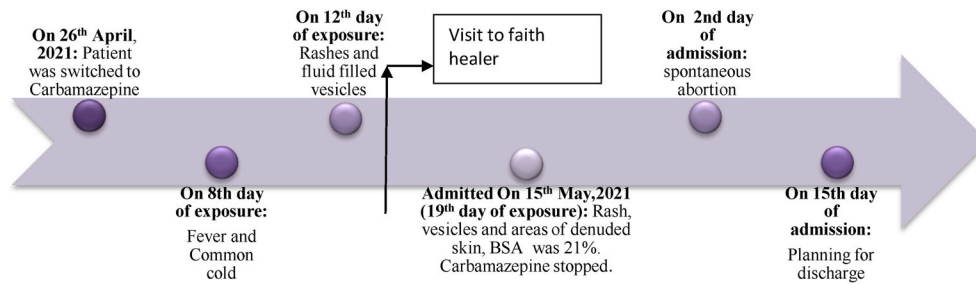 On 26th April,
2021: Patient
was switched to
Carbamazepine
On 8th day
of exposure:
Fever and
Common
cold
On 12th day
of exposure:
Rashes and
fluid filled
vesicles
Visit to faith
healer
Admitted On 15th May,2021
(19th day of exposure): Rash,
vesicles and areas of denuded
skin, BSA was 21%.
Carbamazepine stopped.
On 2nd day
of
admission:
spontaneous
abortion
On 15th day
of
admission:
Planning for
discharge